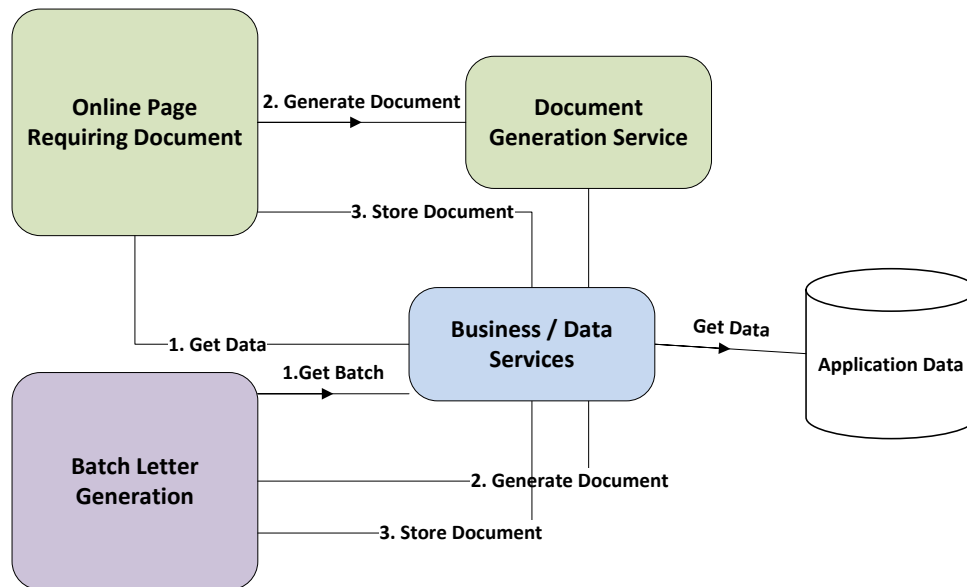 Online Page
Requiring Document
2. Generate Document
Document
Generation Service
3. Store Document
Business / Data
Services
Get Data
1. Get Data
Application Data
1.Get Batch
Batch Letter
Generation
2. Generate Document
3. Store Document